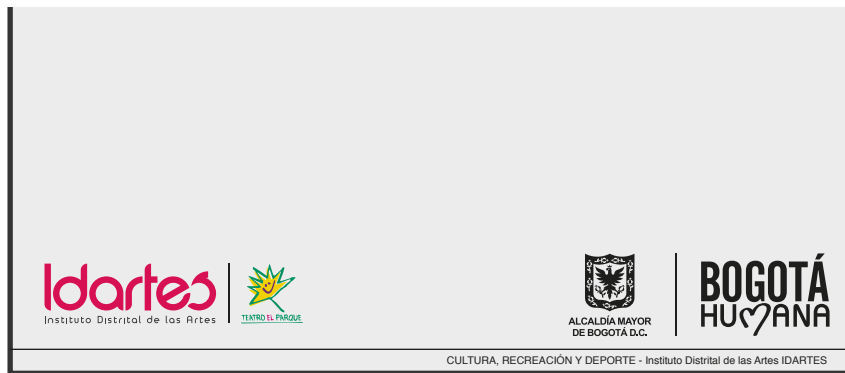 Idartes
Instituto Distrital de las Artes
TEATRO EL PARQUE
ALCALDÍA MAYOR
DE BOGOTÁ D.C.
BOGOTÁ
HUMANA
CULTURA, RECREACIÓN Y DEPORTE - Instituto Distrital de las Artes IDARTES